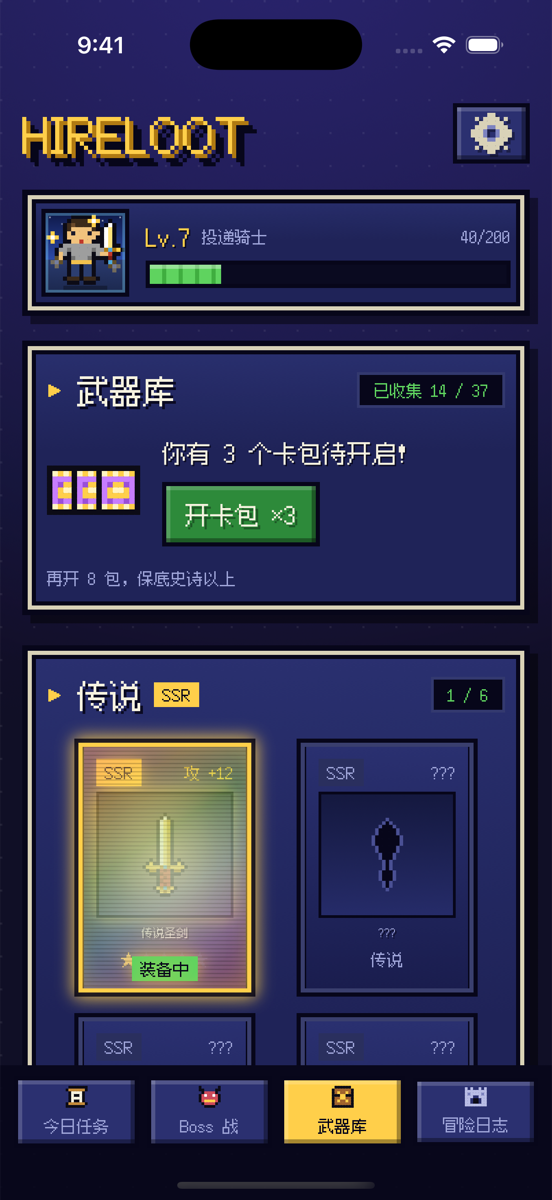 9:41
HIRELOOT
Lv.7 投递骑士 40/200
武器库 已收集 14 / 37
你有 3 个卡包待开启!
开卡包 ×3
再开 8 包，保底史诗以上
传说 SSR 1 / 6
SSR 攻 +12
传说圣剑
装备中
SSR ???
???
传说
SSR ???
SSR ???
今日任务
Boss 战
武器库
冒险日志